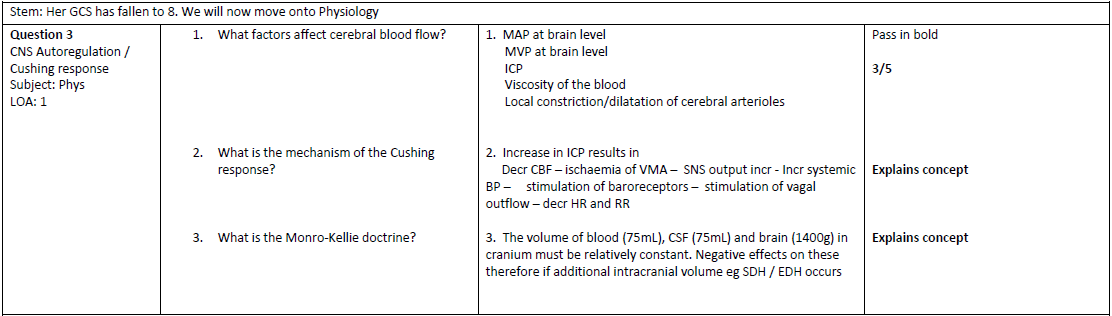 Stem: Her GCS has fallen to 8. We will now move onto Physiology
Question 3
CNS Autoregulation /
Cushing response
Subject: Phys
LOA: 1
1. What factors affect cerebral blood flow?
1. MAP at brain level
MVP at brain level
ICP
Viscosity of the blood
Local constriction/dilatation of cerebral arterioles
Pass in bold
3/5
2. What is the mechanism of the Cushing
response?
2. Increase in ICP results in
Decr CBF – ischaemia of VMA – SNS output incr - Incr systemic
BP – stimulation of baroreceptors – stimulation of vagal
outflow – decr HR and RR
Explains concept
3. What is the Monro-Kellie doctrine?
3. The volume of blood (75mL), CSF (75mL) and brain (1400g) in
cranium must be relatively constant. Negative effects on these
therefore if additional intracranial volume eg SDH / EDH occurs
Explains concept